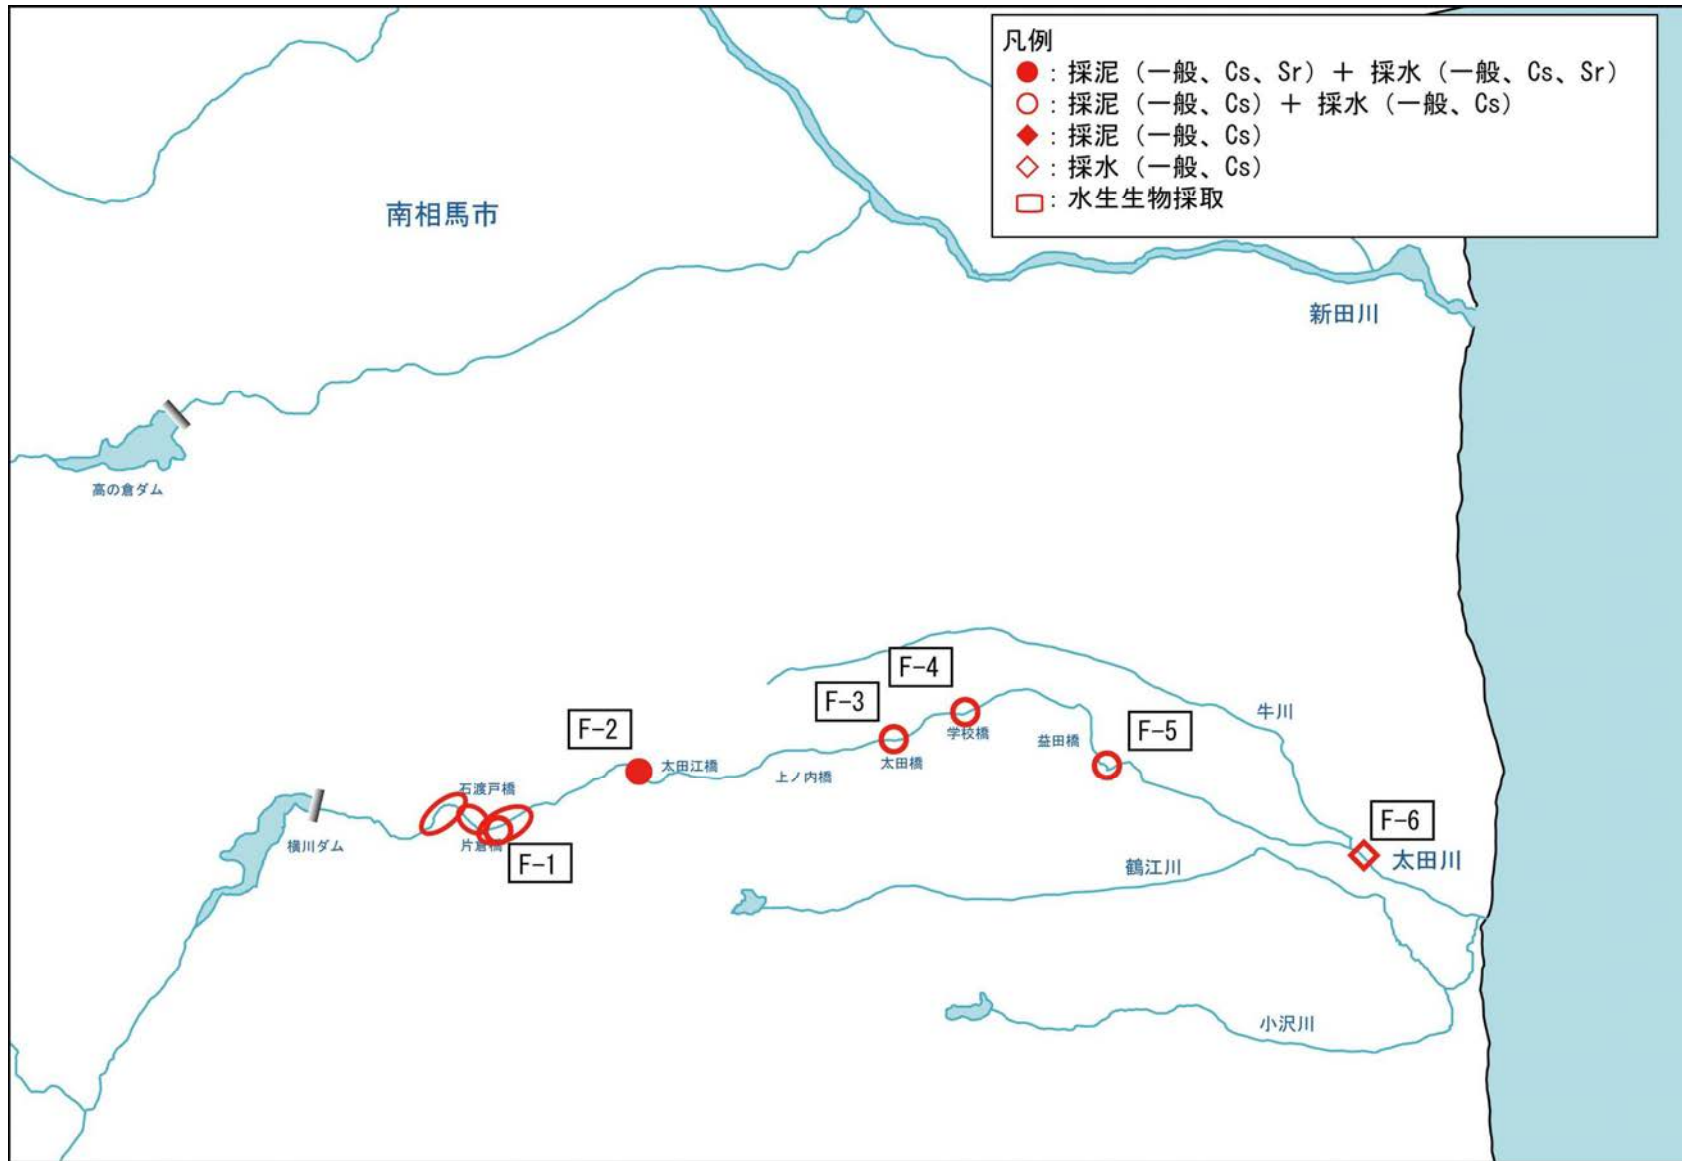 凡例
● : 採泥 (一般、Cs、Sr) + 採水 (一般、Cs、Sr)
○ : 採泥 (一般、Cs) + 採水 (一般、Cs)
◆ : 採泥 (一般、Cs)
◇ : 採水 (一般、Cs)
: 水生生物採取
南相馬市
新田川
高の倉ダム
F-4
F-3
F-2
F-5
牛川
学校橋
益田橋
太田橋
太田江橋
上ノ内橋
石渡戸橋
F-6
横川ダム
片倉橋
F-1
太田川
鶴江川
小沢川